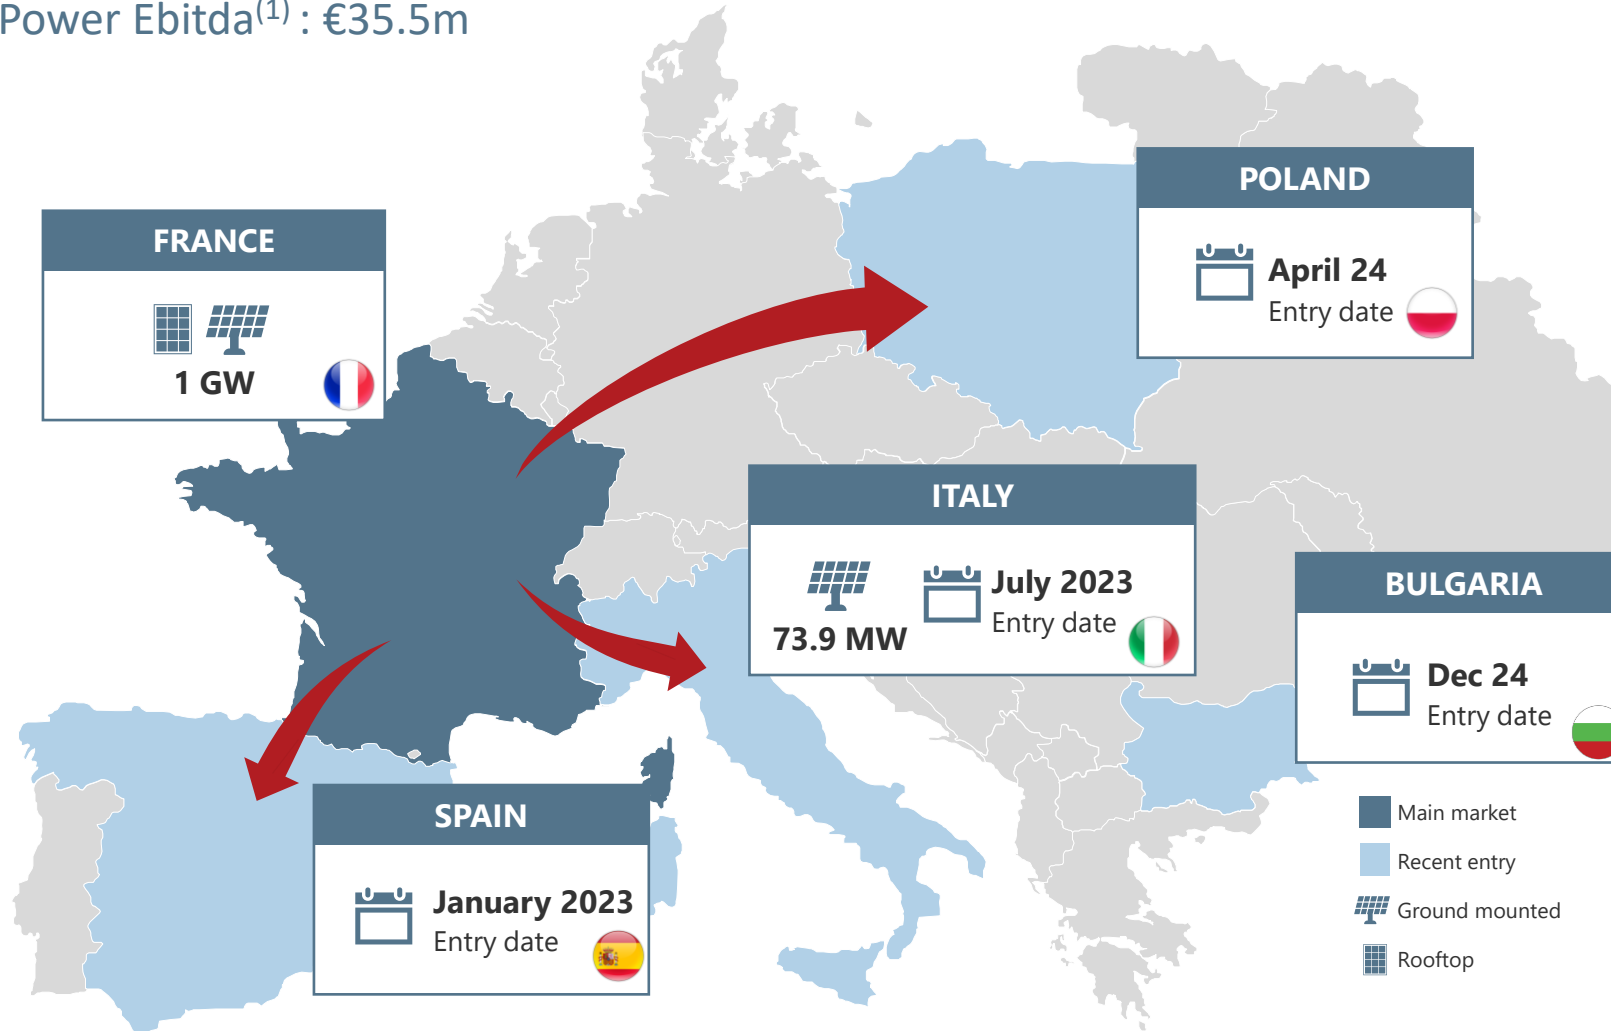 Power Ebitda(1) : €35.5m
FRANCE
1 GW
POLAND
April 24
Entry date
ITALY
73.9 MW
July 2023
Entry date
BULGARIA
Dec 24
Entry date
SPAIN
January 2023
Entry date
Main market
Recent entry
Ground mounted
Rooftop